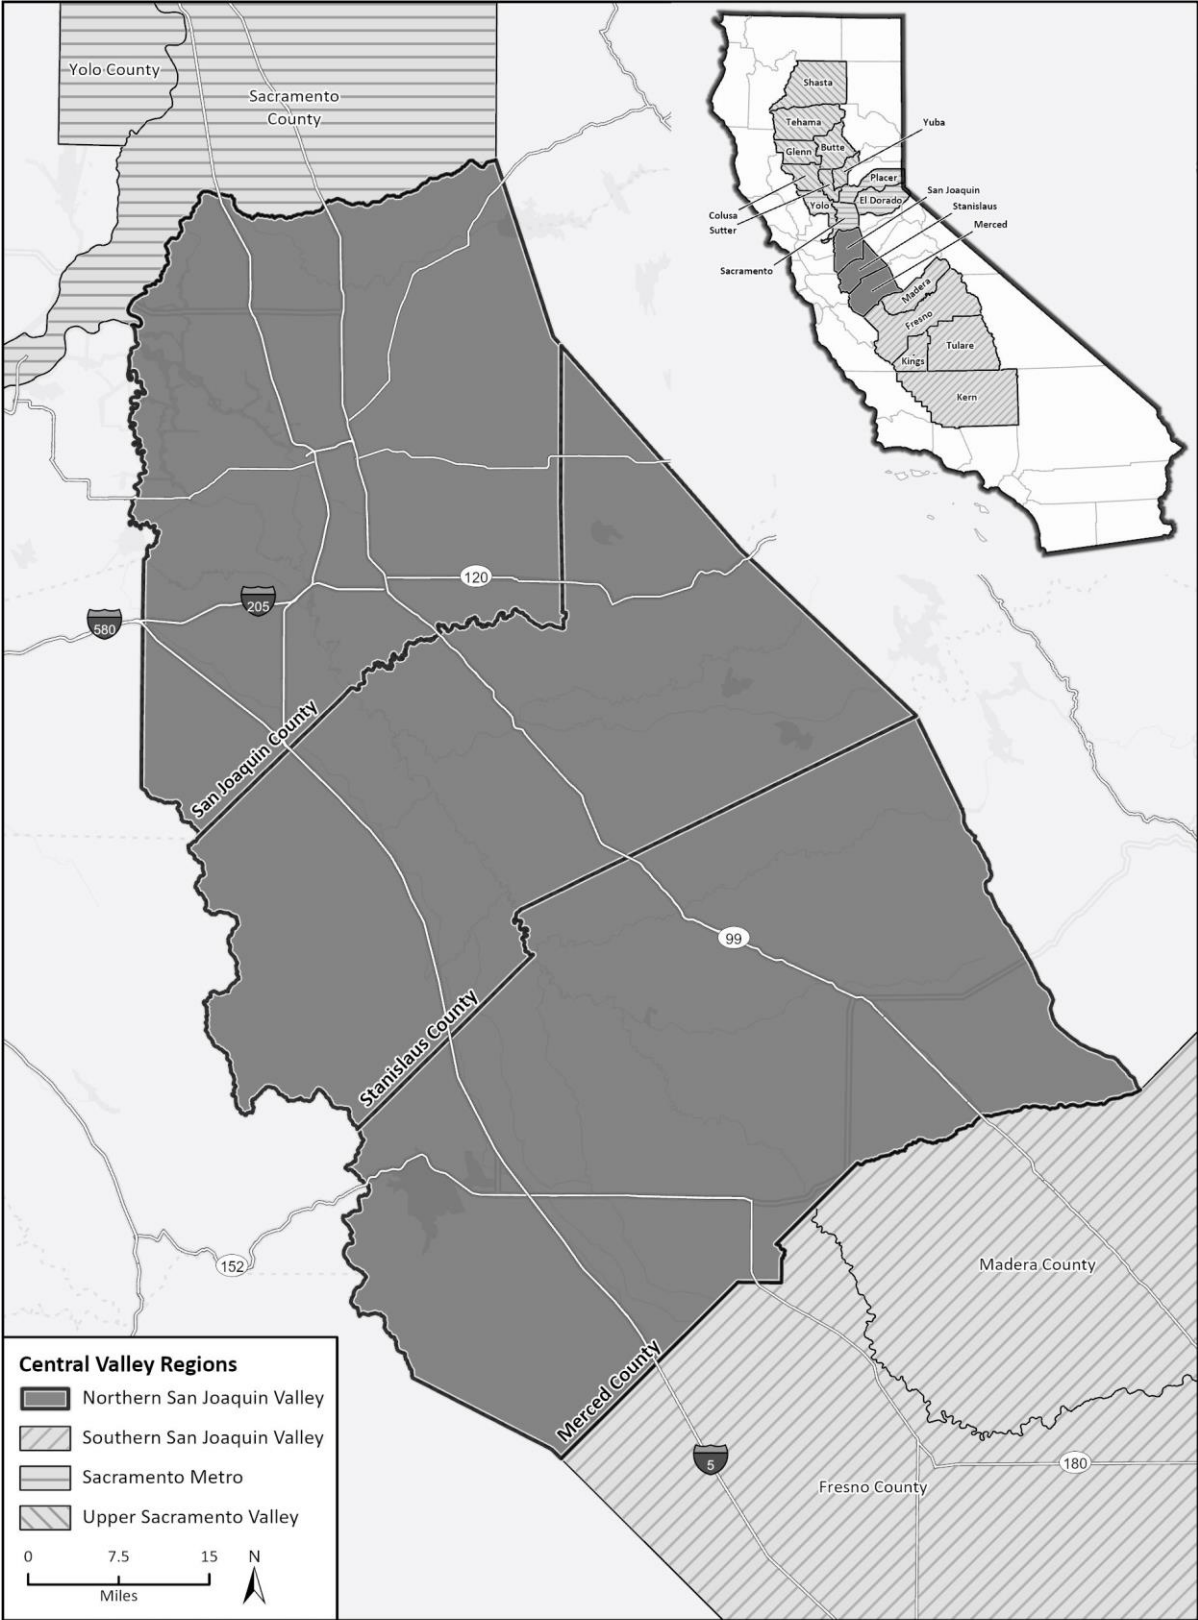 Yolo County
Sacramento
County
Shasta
Tehama
Yuba
Glenn
Butte
Placer
San Joaquin
Yolo
El Dorado
Stanislaus
Colusa
Sutter
Merced
Sacramento
Madera
Fresno
Tulare
Kings
Kern
120
205
580
San Joaquin County
99
Stanislaus County
152
Madera County
Merced County
5
180
Fresno County
Central Valley Regions
Northern San Joaquin Valley
Southern San Joaquin Valley
Sacramento Metro
Upper Sacramento Valley
0 7.5 15 N
Miles